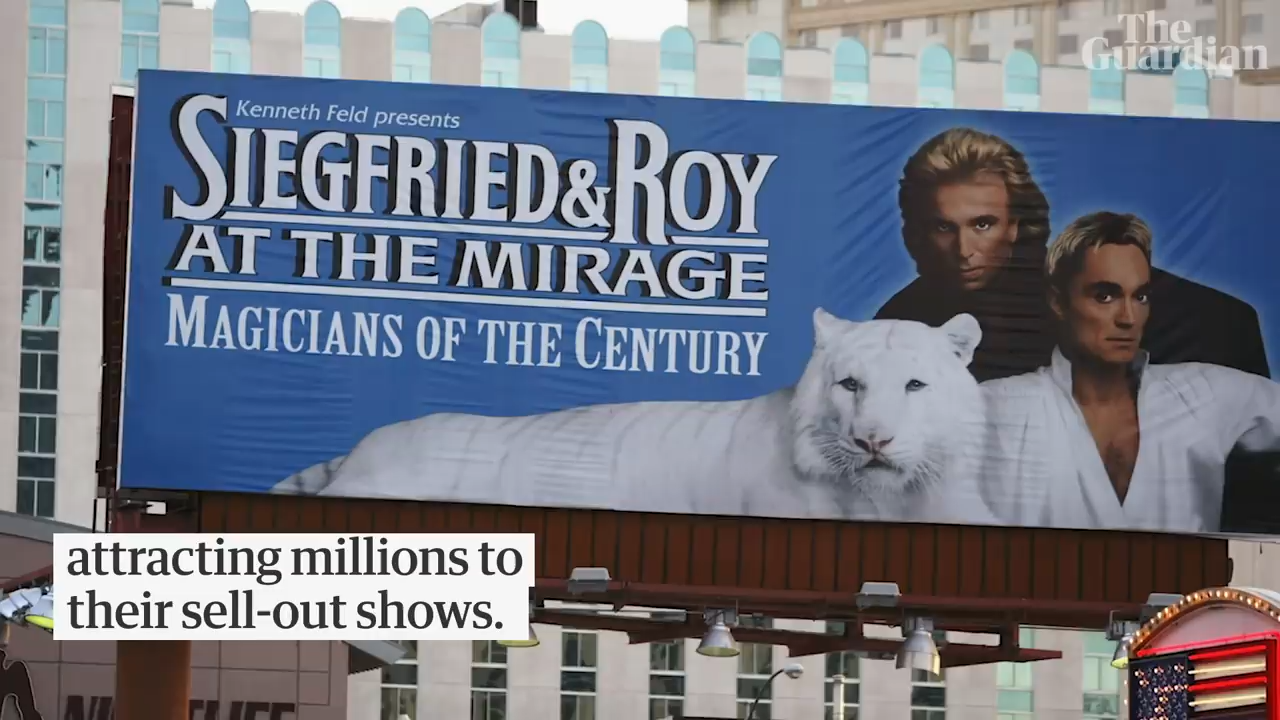 The
Guardian
Kenneth Feld presents
SIEGFRIED & ROY
AT THE MIRAGE
MAGICIANS OF THE CENTURY
attracting millions to
their sell-out shows.